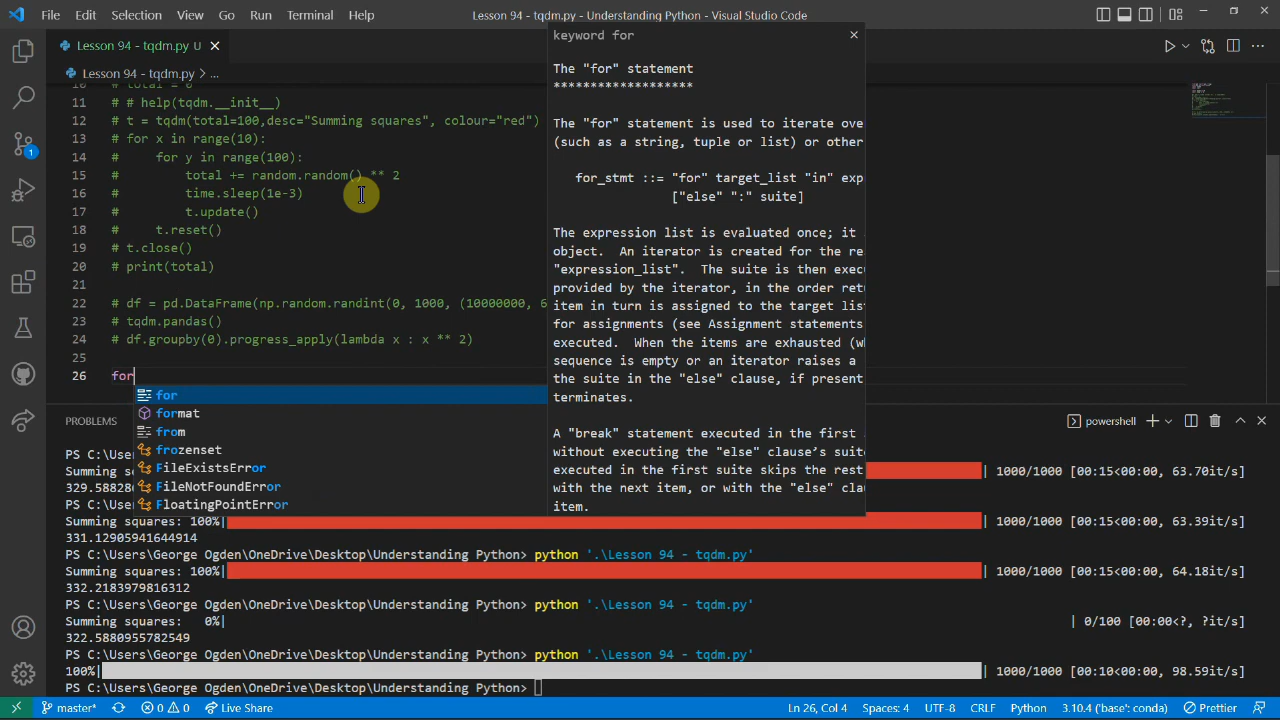 File Edit Selection View Go Run Terminal Help Lesson 94 - tqdm.py - Understanding Python - Visual Studio Code
Lesson 94 - tqdm.py U
Lesson 94 - tqdm.py > ...
10 # total = 0
11 # # help(tqdm.__init__)
12 # t = tqdm(total=100,desc="Summing squares", colour="red")
13 # for x in range(10):
14 #     for y in range(100):
15 #         total += random.random() ** 2
16 #         time.sleep(1e-3)
17 #         t.update()
18 #     t.reset()
19 # t.close()
20 # print(total)
21
22 # df = pd.DataFrame(np.random.randint(0, 1000, (10000000, 6
23 # tqdm.pandas()
24 # df.groupby(0).progress_apply(lambda x : x ** 2)
25
26 for
for
format
from
frozenset
FileExistsError
FileNotFoundError
FloatingPointError
keyword for
The "for" statement
*******************
The "for" statement is used to iterate ove
(such as a string, tuple or list) or other
for_stmt ::= "for" target_list "in" exp
["else" ":" suite]
The expression list is evaluated once; it
object.  An iterator is created for the re
"expression_list".  The suite is then exec
provided by the iterator, in the order ret
item in turn is assigned to the target lis
for assignments (see Assignment statements
executed.  When the items are exhausted (w
sequence is empty or an iterator raises a
the suite in the "else" clause, if present
terminates.
A "break" statement executed in the first
without executing the "else" clause's suit
executed in the first suite skips the rest
with the next item, or with the "else" cla
item.
PROBLEMS
powershell
PS C:\Us
Summing | 1000/1000 [00:15<00:00, 63.70it/s]
329.58828
Summing squares: 100%| | 1000/1000 [00:15<00:00, 63.39it/s]
331.12905941644914
PS C:\Users\George Ogden\OneDrive\Desktop\Understanding Python> python '.\Lesson 94 - tqdm.py'
Summing squares: 100%| | 1000/1000 [00:15<00:00, 64.18it/s]
332.2183979816312
PS C:\Users\George Ogden\OneDrive\Desktop\Understanding Python> python '.\Lesson 94 - tqdm.py'
Summing squares:   0%| | 0/100 [00:00<?, ?it/s]
322.5880955782549
PS C:\Users\George Ogden\OneDrive\Desktop\Understanding Python> python '.\Lesson 94 - tqdm.py'
100%| | 1000/1000 [00:10<00:00, 98.59it/s]
PS C:\Users\George Ogden\OneDrive\Desktop\Understanding Python>
master* 0 0 Live Share Ln 26, Col 4 Spaces: 4 UTF-8 CRLF Python 3.10.4 ('base': conda) Prettier